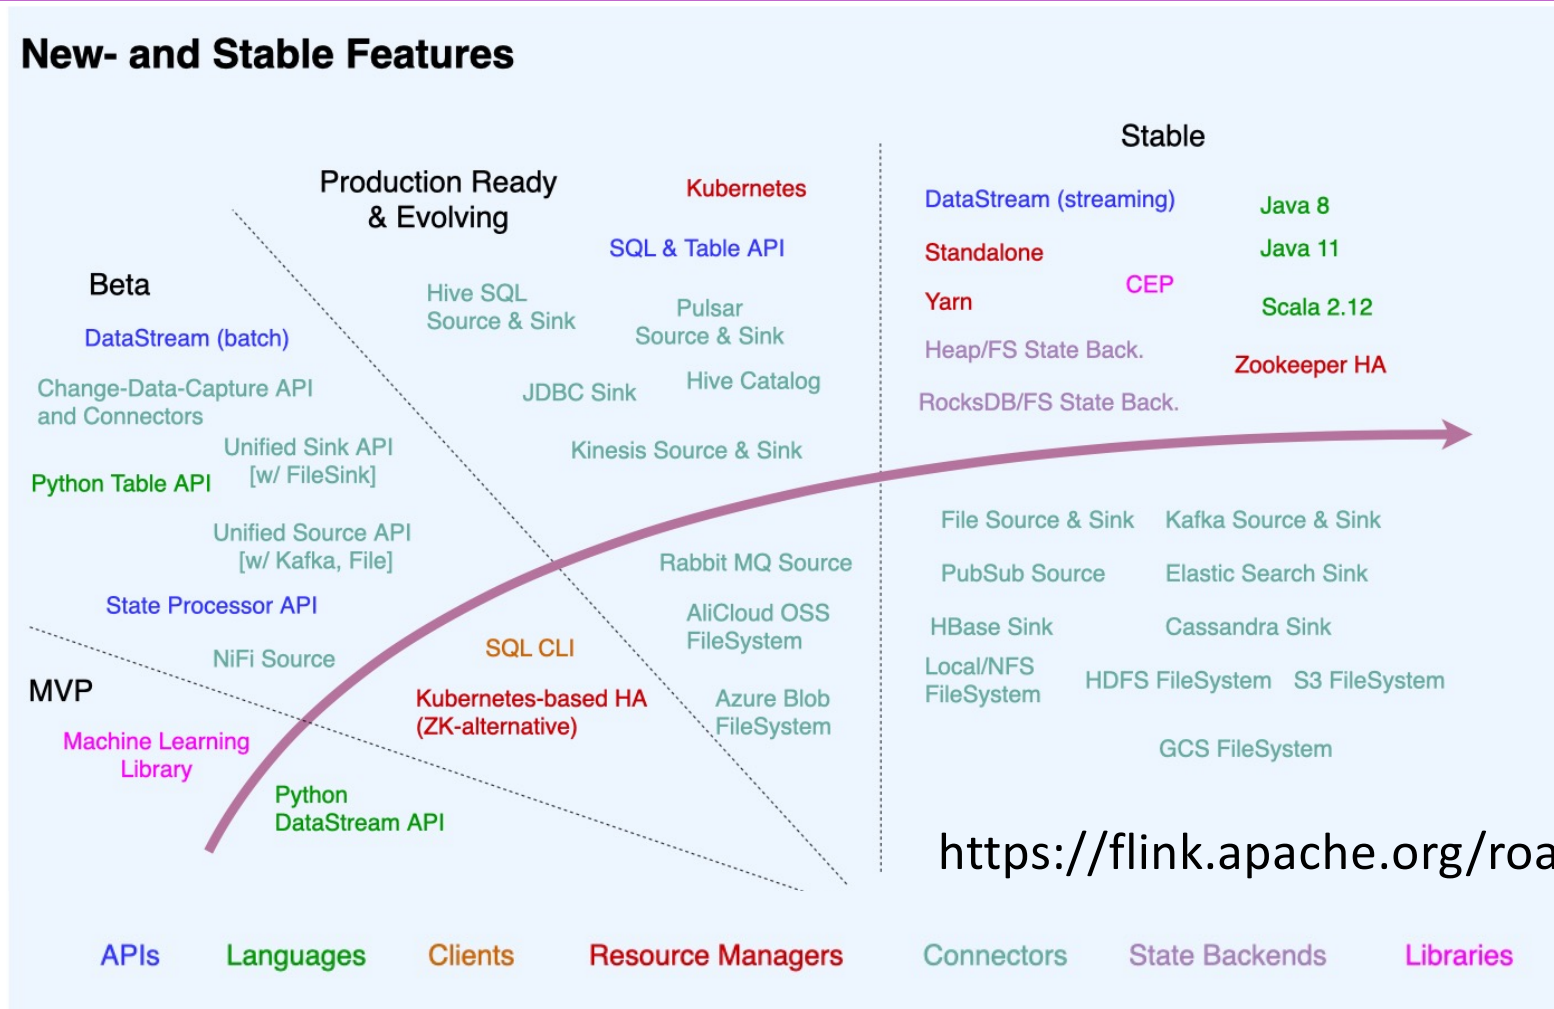 New- and Stable Features
Stable
Production Ready
& Evolving
Kubernetes
SQL & Table API
Hive SQL
Source & Sink
Pulsar
Source & Sink
JDBC Sink
Hive Catalog
Kinesis Source & Sink
Rabbit MQ Source
AliCloud OSS
FileSystem
Azure Blob
FileSystem
Beta
DataStream (batch)
Change-Data-Capture API
and Connectors
Unified Sink API
[w/ FileSink]
Python Table API
Unified Source API
[w/ Kafka, File]
State Processor API
NiFi Source
SQL CLI
Kubernetes-based HA
(ZK-alternative)
MVP
Machine Learning
Library
Python
DataStream API
DataStream (streaming)
Java 8
Standalone
Java 11
CEP
Yarn
Scala 2.12
Heap/FS State Back.
Zookeeper HA
RocksDB/FS State Back.
File Source & Sink
Kafka Source & Sink
PubSub Source
Elastic Search Sink
HBase Sink
Cassandra Sink
Local/NFS
FileSystem
HDFS FileSystem
S3 FileSystem
GCS FileSystem
https://flink.apache.org/roa
APIs
Languages
Clients
Resource Managers
Connectors
State Backends
Libraries